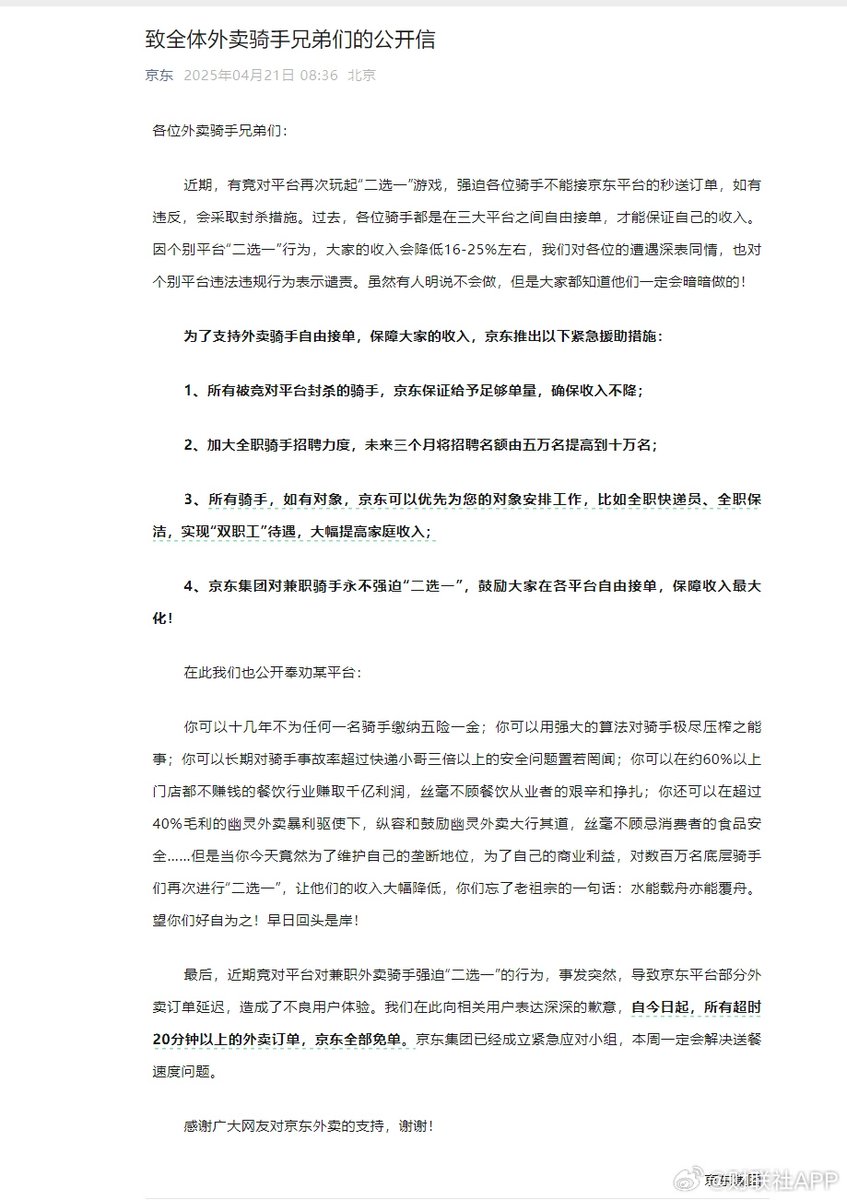 致全体外卖骑手兄弟们的公开信
京东 2025年04月21日 08:36 北京
各位外卖骑手兄弟们：
近期，有竞对平台再次玩起“二选一”游戏，强迫各位骑手不能接京东平台的秒送订单，如有
违反，会采取封杀措施。过去，各位骑手都是在三大平台之间自由接单，才能保证自己的收入。
因个别平台“二选一”行为，大家的收入会降低16-25%左右，我们对各位的遭遇深表同情，也对
个别平台违法违规行为表示谴责。虽然有人明说不会做，但是大家都知道他们一定会暗暗做的！
为了支持外卖骑手自由接单，保障大家的收入，京东推出以下紧急援助措施：
1、所有被竞对平台封杀的骑手，京东保证给予足够单量，确保收入不降；
2、加大全职骑手招聘力度，未来三个月将招聘名额由五万名提高到十万名；
3、所有骑手，如有对象，京东可以优先为您的对象安排工作，比如全职快递员、全职保
洁，实现“双职工”待遇，大幅提高家庭收入；
4、京东集团对兼职骑手永不强迫“二选一”，鼓励大家在各平台自由接单，保障收入最大
化！
在此我们也公开奉劝某平台：
你可以十几年不为任何一名骑手缴纳五险一金；你可以用强大的算法对骑手极尽压榨之能
事；你可以长期对骑手事故率超过快递小哥三倍以上的安全问题置若罔闻；你可以在约60%以上
门店都不赚钱的餐饮行业赚取千亿利润，丝毫不顾餐饮从业者的艰辛和挣扎；你还可以在超过
40%毛利的幽灵外卖暴利驱使下，纵容和鼓励幽灵外卖大行其道，丝毫不顾忌消费者的食品安
全......但是当你今天竟然为了维护自己的垄断地位，为了自己的商业利益，对数百万名底层骑手
们再次进行“二选一”，让他们的收入大幅降低，你们忘了老祖宗的一句话：水能载舟亦能覆舟。
望你们好自为之！早日回头是岸！
最后，近期竞对平台对兼职外卖骑手强迫“二选一”的行为，事发突然，导致京东平台部分外
卖订单延迟，造成了不良用户体验。我们在此向相关用户表达深深的歉意，自今日起，所有超时
20分钟以上的外卖订单，京东全部免单。京东集团已经成立紧急应对小组，本周一定会解决送餐
速度问题。
感谢广大网友对京东外卖的支持，谢谢！
京东集团
@财联社APP